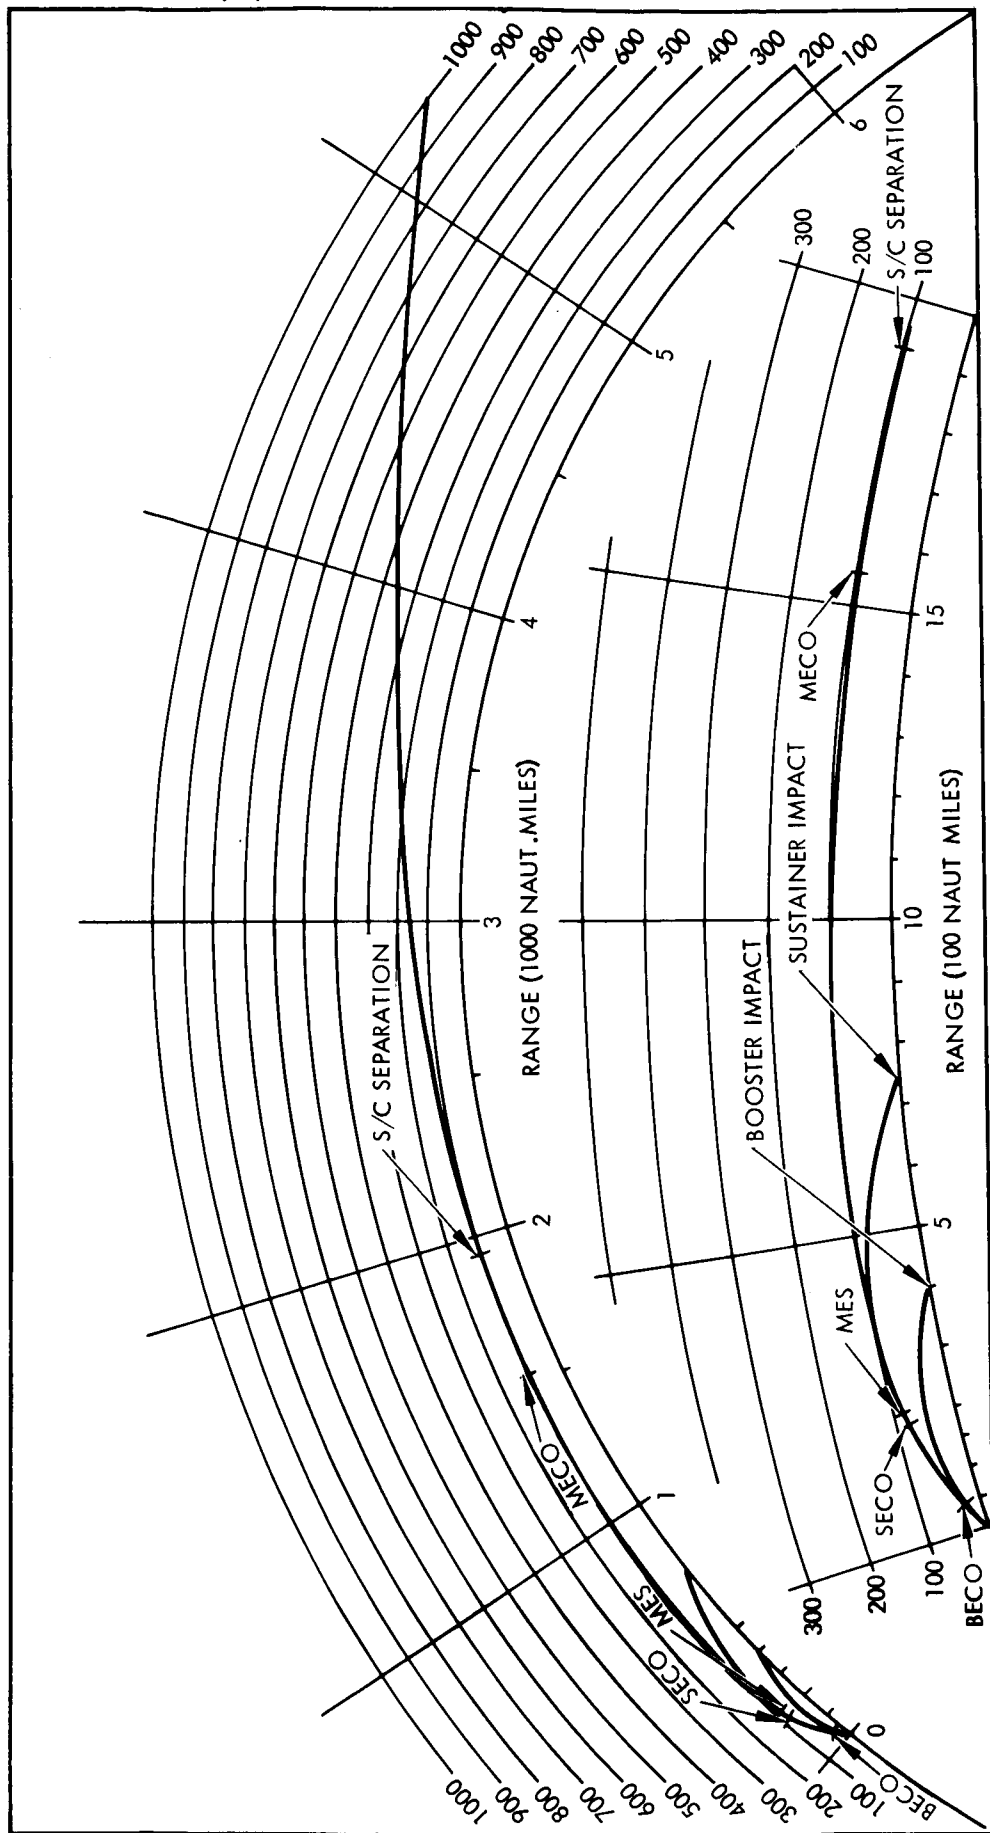 1000
900
800
700
600
500
400
300
200
100
6
5
4
3
2
1
0
1000
900
800
700
600
500
400
300
200
100
S/C SEPARATION
MECO
MES
SECO
BECO
RANGE (1000 NAUT.MILES)
300
200
100
S/C SEPARATION
MECO
15
SUSTAINER IMPACT
10
BOOSTER IMPACT
5
MES
SECO
300
200
100
BECO
RANGE (100 NAUT MILES)